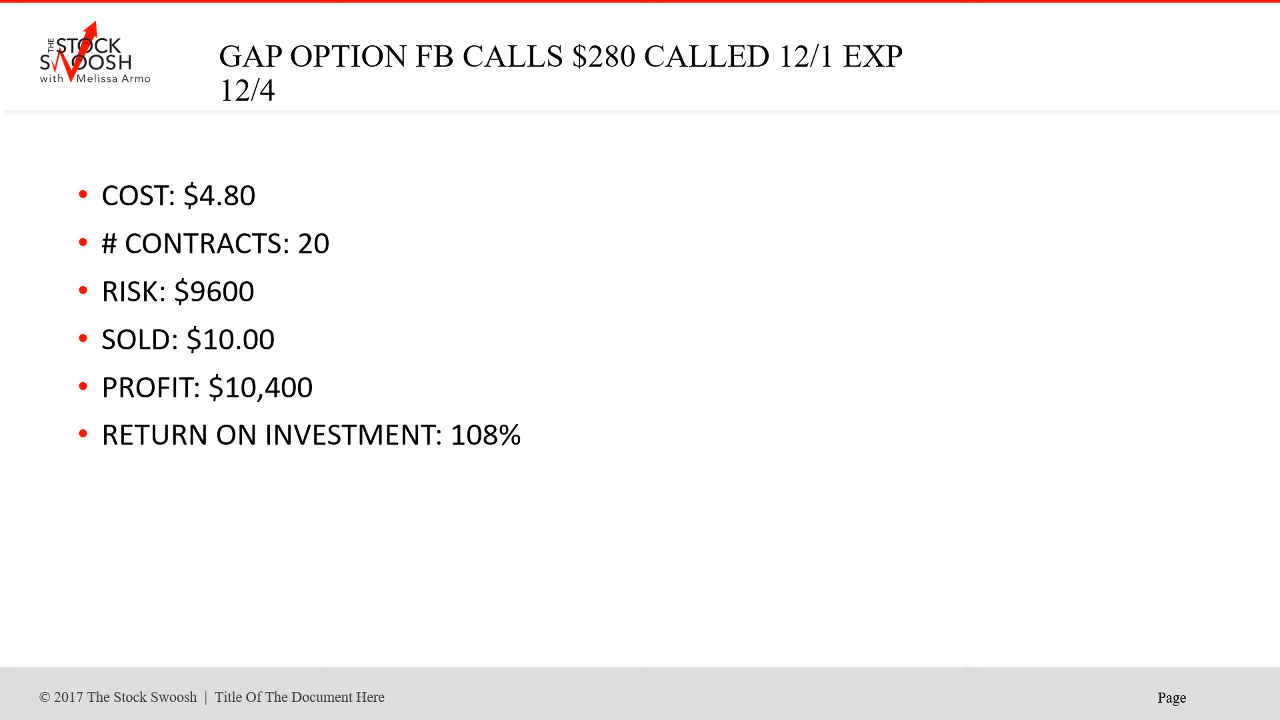 THE STOCK
SWOOSH
with Melissa Armo
GAP OPTION FB CALLS $280 CALLED 12/1 EXP
12/4
• COST: $4.80
• # CONTRACTS: 20
• RISK: $9600
• SOLD: $10.00
• PROFIT: $10,400
• RETURN ON INVESTMENT: 108%
© 2017 The Stock Swoosh | Title Of The Document Here
Page